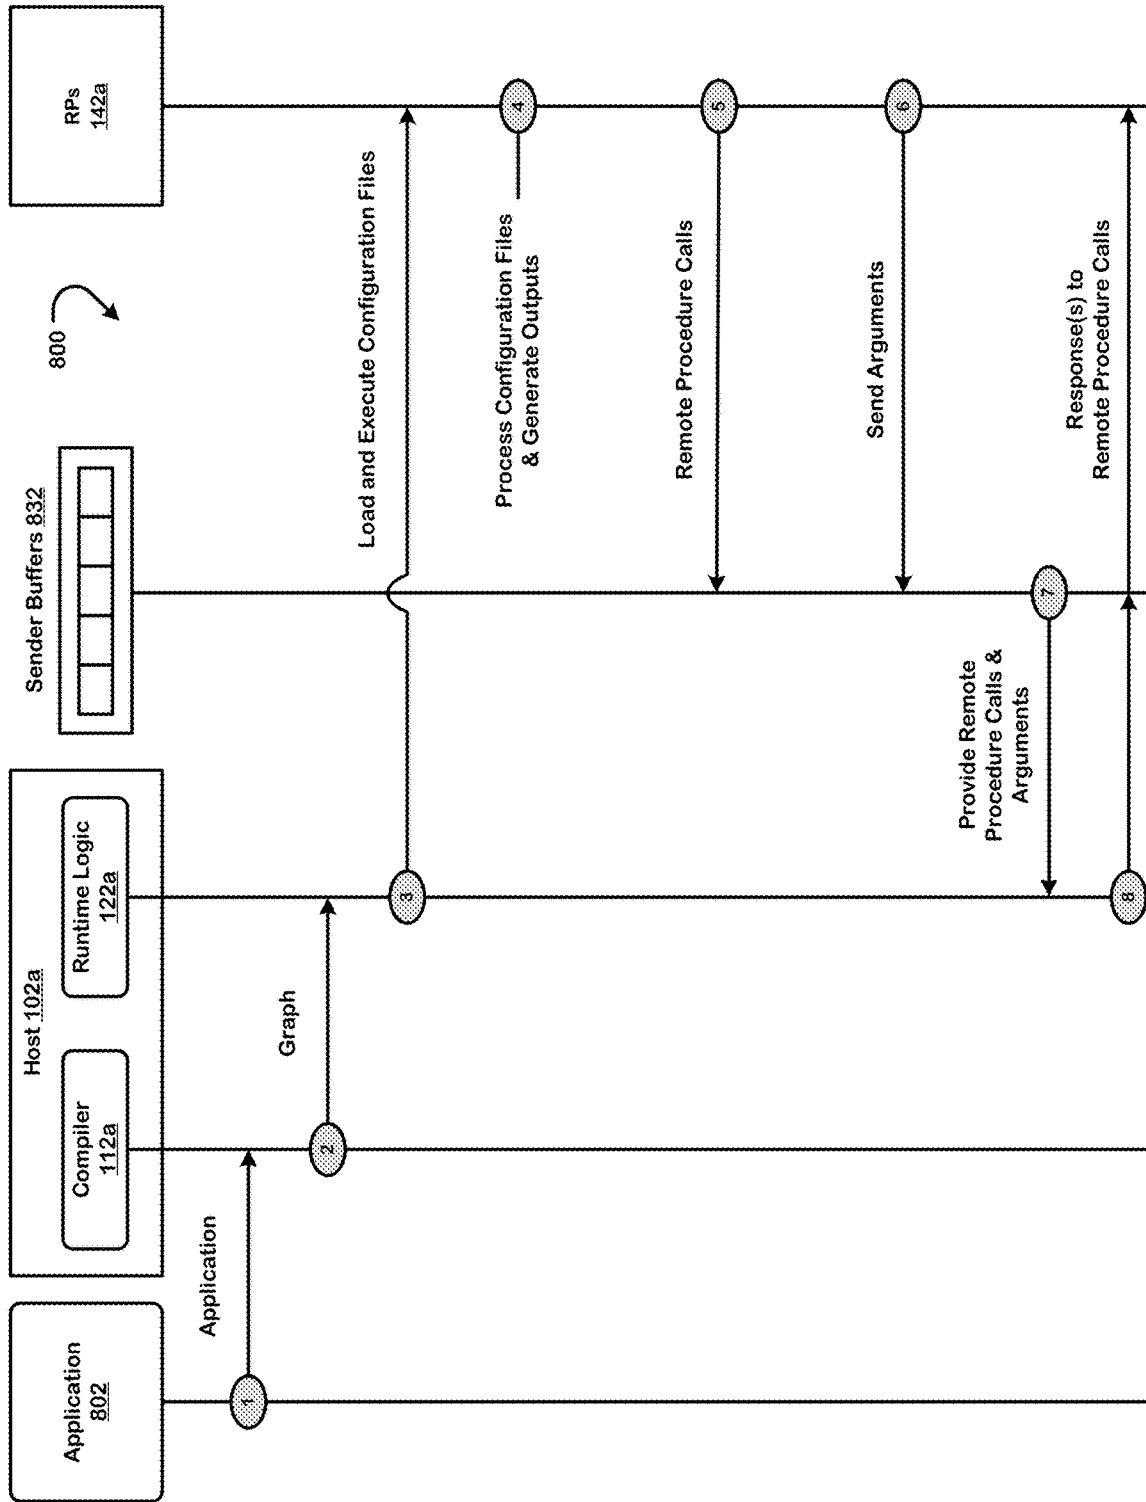 Application
802
Host 102a
Compiler
112a
Runtime Logic
122a
Sender Buffers 832
800
RPs
142a
1
Application
2
Graph
3
Load and Execute Configuration Files
4
Process Configuration Files
& Generate Outputs
5
Remote Procedure Calls
6
Send Arguments
7
Provide Remote
Procedure Calls &
Arguments
8
Response(s) to
Remote Procedure Calls